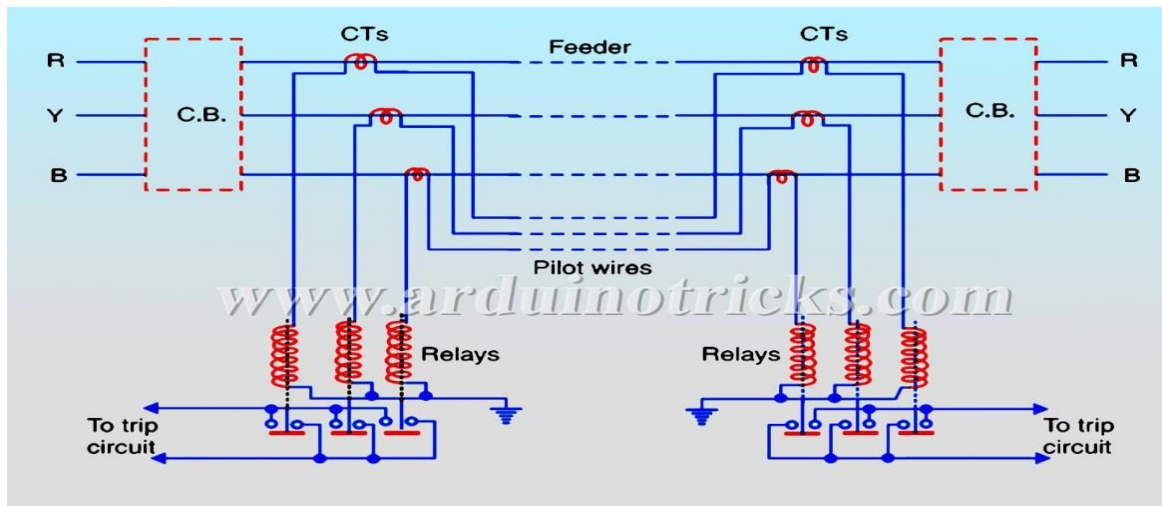 CTs
CTs
Feeder
R
R
C.B.
C.B.
Y
Y
B
B
Pilot wires
www.arduinotricks.com
Relays
Relays
To trip
circuit
To trip
circuit